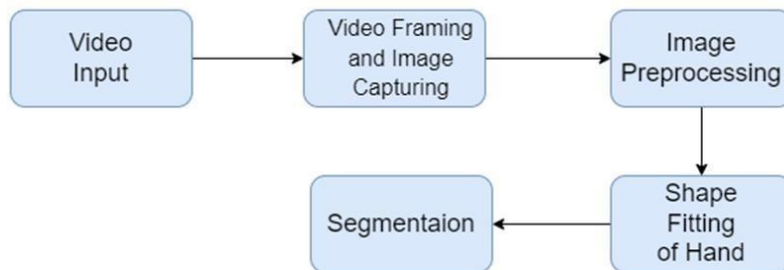 Video
Input
Video Framing
and Image
Capturing
Image
Preprocessing
Shape
Fitting
of Hand
Segmentaion